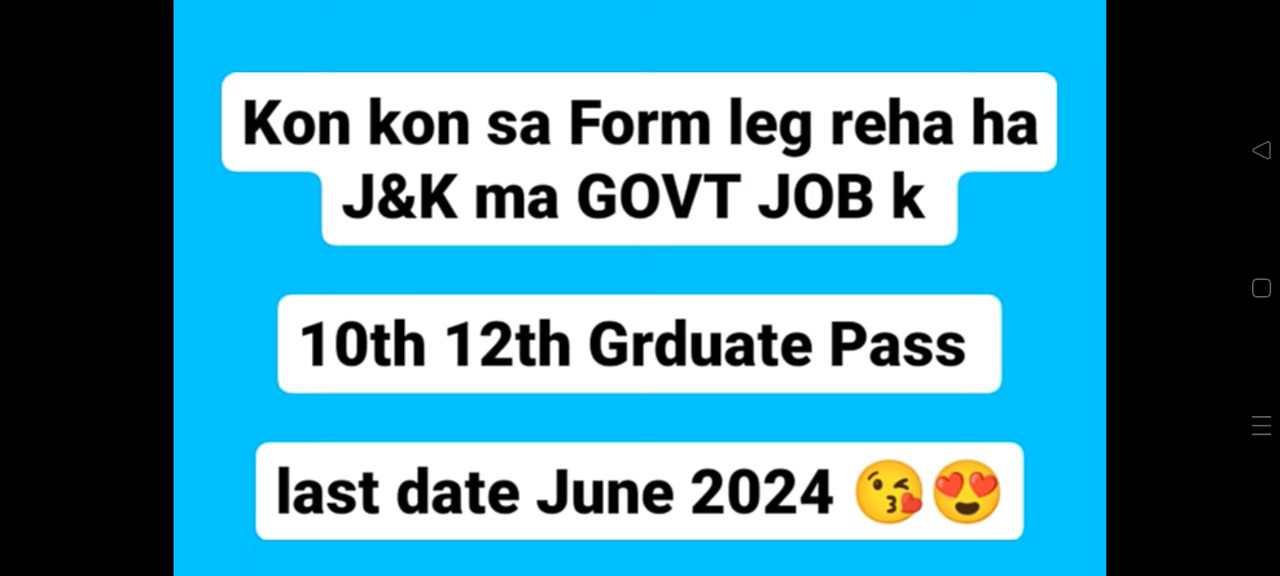 Kon kon sa Form leg reha ha
J&K ma GOVT JOB k
10th 12th Grduate Pass
last date June 2024 😘😍